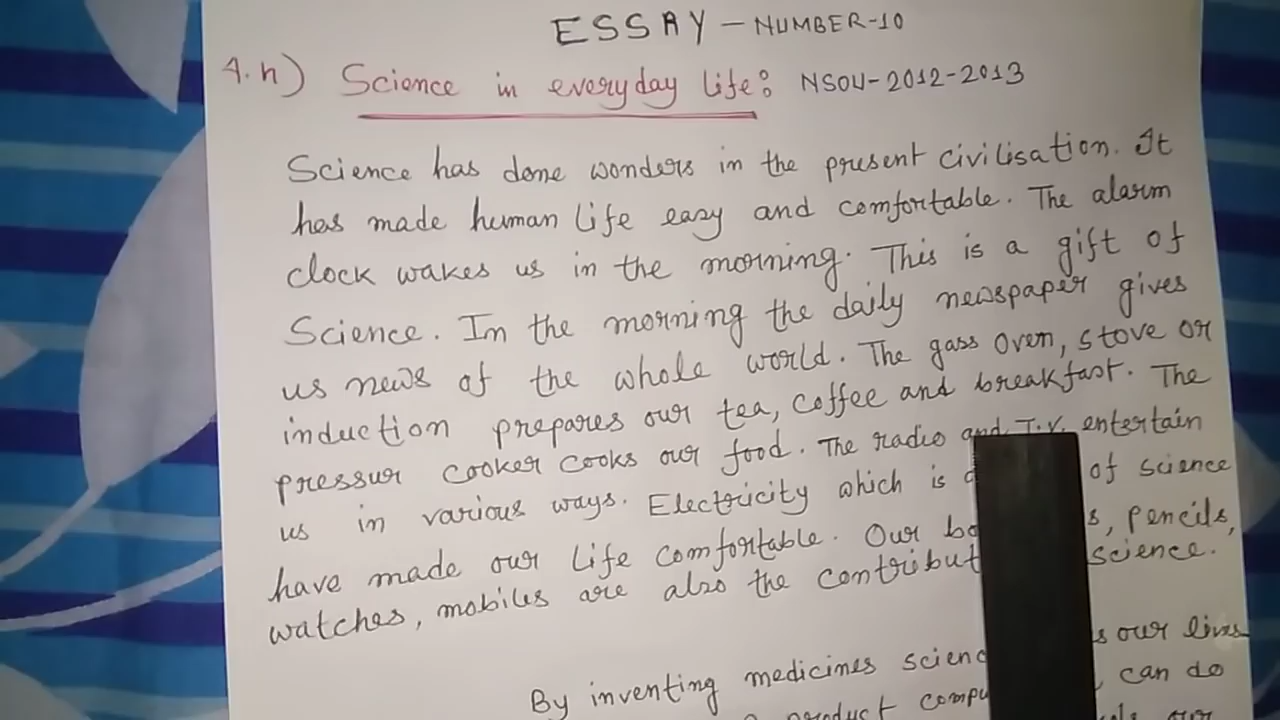 ESSAY - NUMBER-10
4.h) Science in everyday life: NSOU-2012-2013
Science has done wonders in the present civilisation. It
has made human life easy and comfortable. The alarm
clock wakes us in the morning. This is a gift of
Science. In the morning the daily newspaper gives
us news of the whole world. The gass oven, stove or
induction prepares our tea, coffee and breakfast. The
pressur cooker cooks our food. The radio and T.V. entertain
us in various ways. Electricity which is of science
have made our life comfortable. Our pencils,
watches, mobiles are also the science.
By inventing medicines our lives
product can do
our